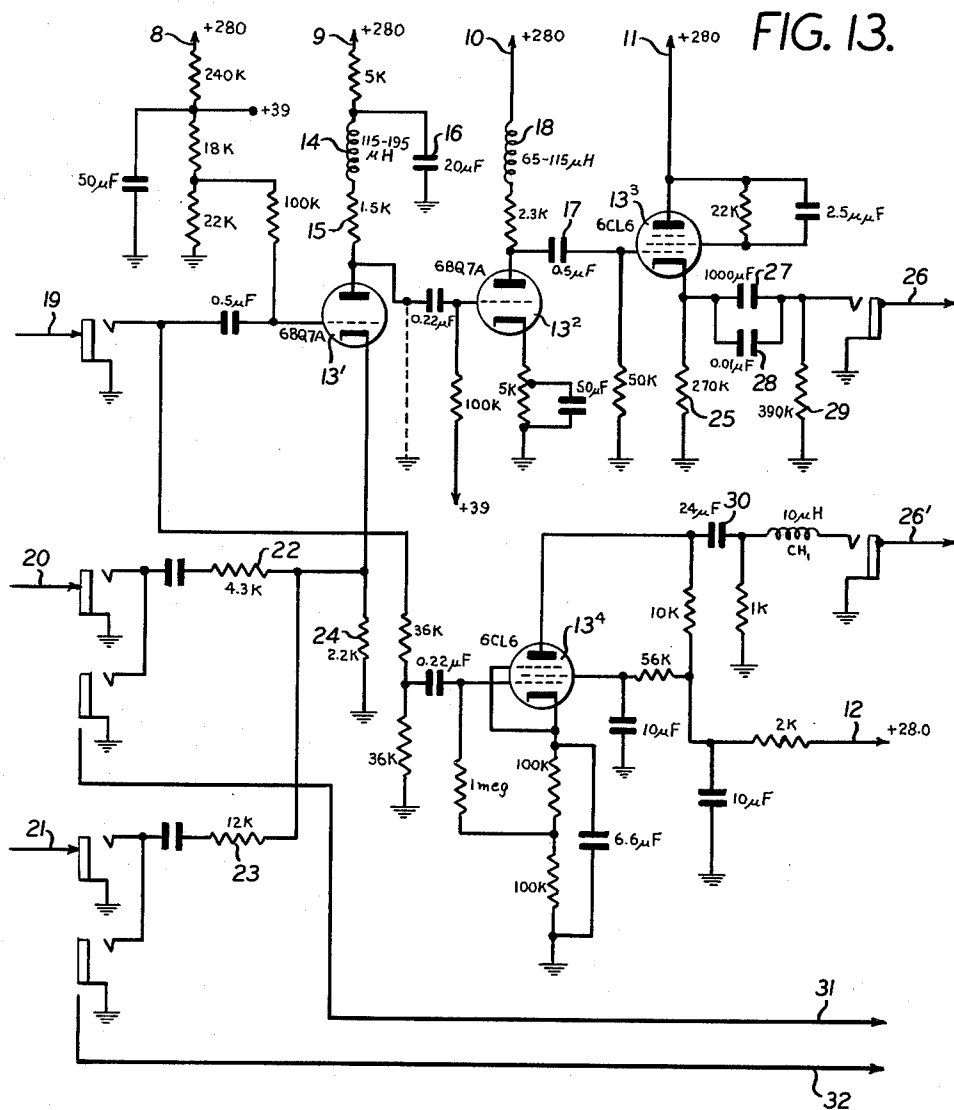 FIG. 13.
8 +280
9 +280
10 +280
11 +280
240K
5K
+39
18K
14 115-195 μH
16
20μF
18
65-115μH
50μF
22K
100K
15 1.5K
2.3K
17
0.5μF
13³
6CL6
22K
2.5μμF
19
0.5μF
6BQ7A
13'
0.22μF
6BQ7A
13²
1000μF 27
0.01μF 28
26
100K
5K
50μF
50K
270K
25
390K
29
+39
24μF 30
10μH
CH₁
26'
20
22
4.3K
24
2.2K
36K
0.22μF
6CL6
13⁴
10K
1K
56K
36K
1meg
100K
10μF
2K
12
+28.0
10μF
21
12K
23
6.6μF
100K
31
32